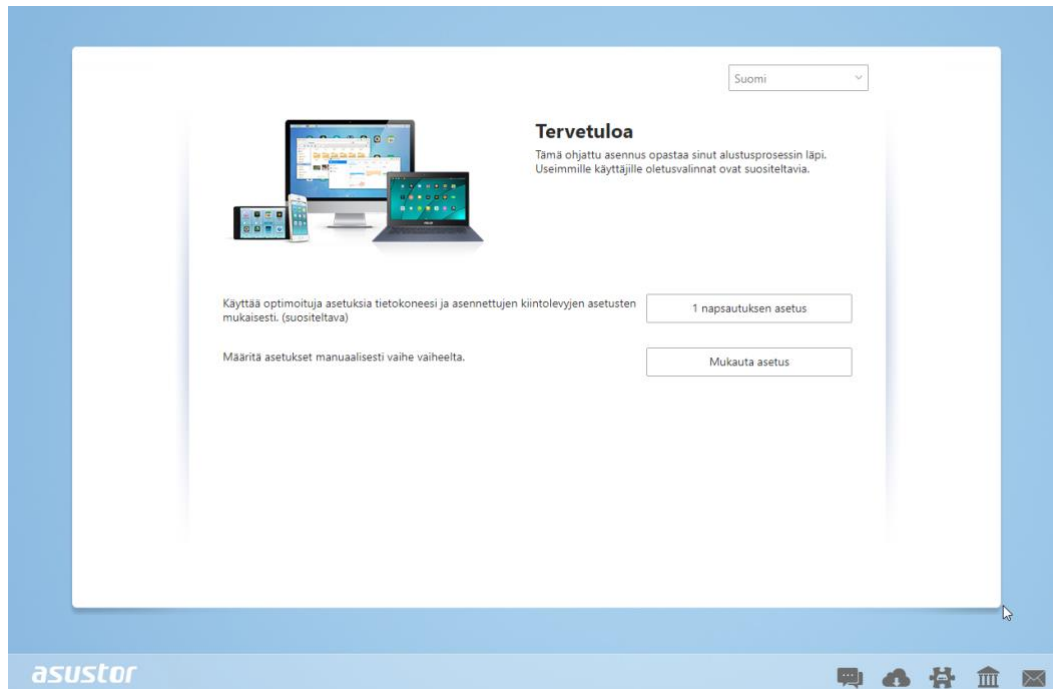 Suomi
Tervetuloa
Tämä ohjattu asennus opastaa sinut alustusprosessin läpi.
Useimmille käyttäjille oletusvalinnat ovat suositeltavia.
Käyttää optimoituja asetuksia tietokoneesi ja asennettujen kiintolevyjen asetusten
mukaisesti. (suositeltava)
1 napsautuksen asetus
Määritä asetukset manuaalisesti vaihe vaiheelta.
Mukauta asetus
asustor